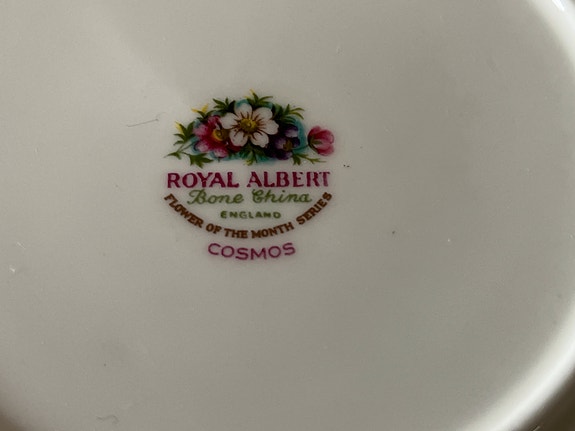 ROYAL ALBERT
Bone China
ENGLAND
FLOWER OF THE MONTH SERIES
COSMOS